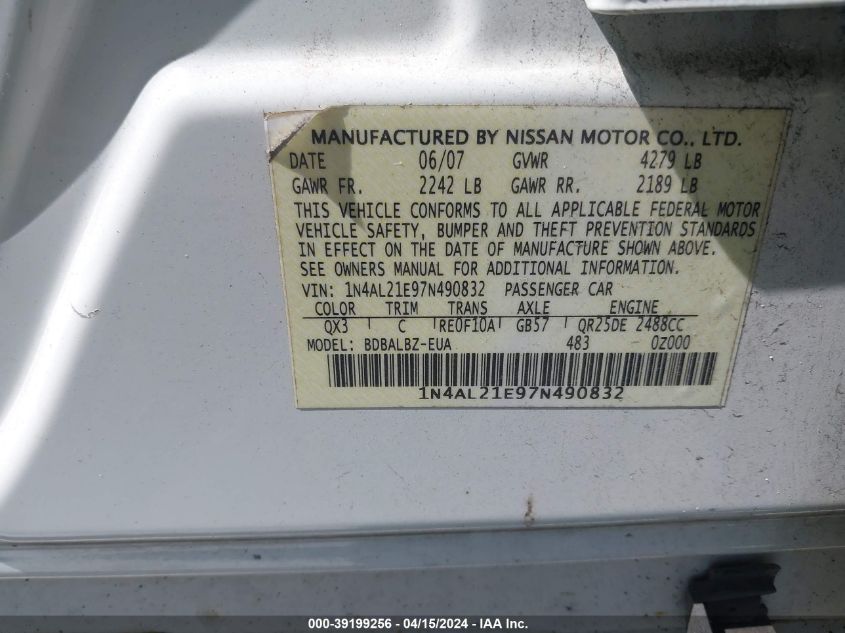 MANUFACTURED BY NISSAN MOTOR CO., LTD.
DATE 06/07 GVWR 4279 LB
GAWR FR. 2242 LB GAWR RR. 2189 LB
THIS VEHICLE CONFORMS TO ALL APPLICABLE FEDERAL MOTOR
VEHICLE SAFETY, BUMPER AND THEFT PREVENTION STANDARDS
IN EFFECT ON THE DATE OF MANUFACTURE SHOWN ABOVE.
SEE OWNERS MANUAL FOR ADDITIONAL INFORMATION.
VIN: 1N4AL21E97N490832 PASSENGER CAR
COLOR TRIM TRANS AXLE ENGINE
QX3 C RE0F10A GB57 QR25DE 2488CC
MODEL: BDBALBZ-EUA 483 0Z000
1N4AL21E97N490832
000-39199256 - 04/15/2024 - IAA Inc.